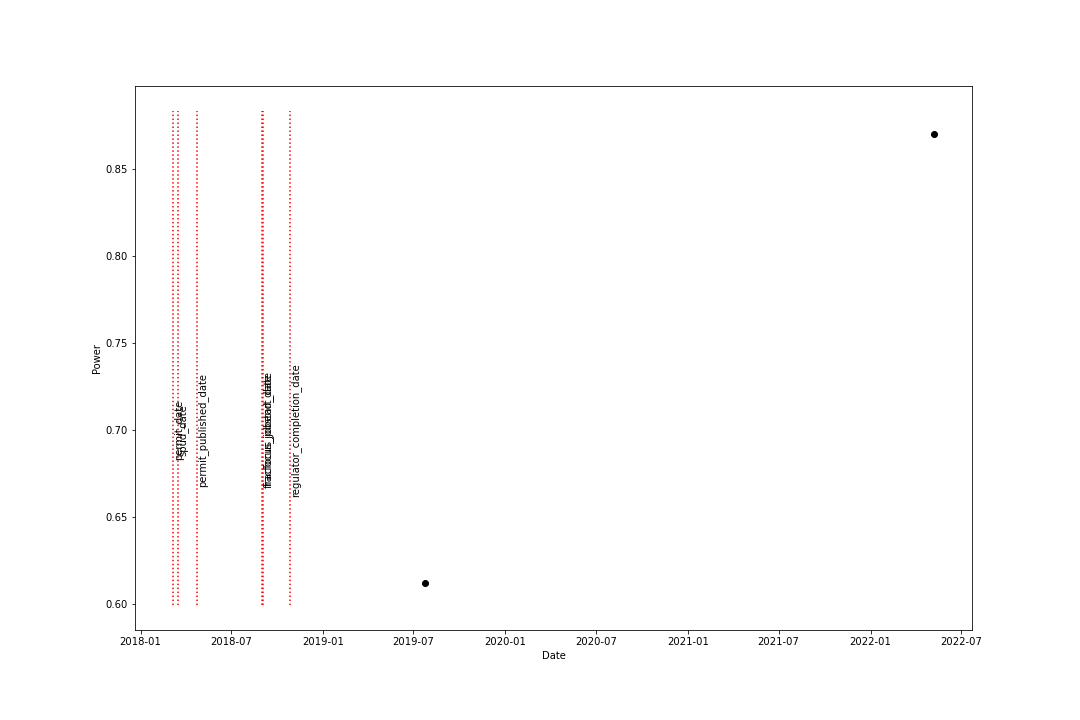 0.85
0.80
0.75
0.70
0.65
0.60
Power
permit_date
spud_date
permit_published_date
regulator_completion_date
2018-01
2018-07
2019-01
2019-07
2020-01
2020-07
2021-01
2021-07
2022-01
2022-07
Date